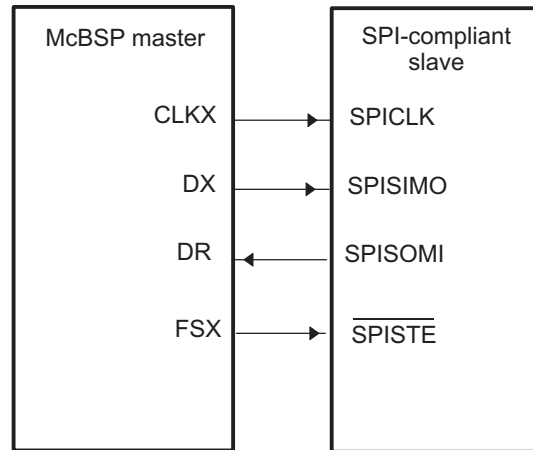 McBSP master
CLKX
DX
DR
FSX
SPI-compliant
slave
SPICLK
SPISIMO
SPISOMI
SPISTE